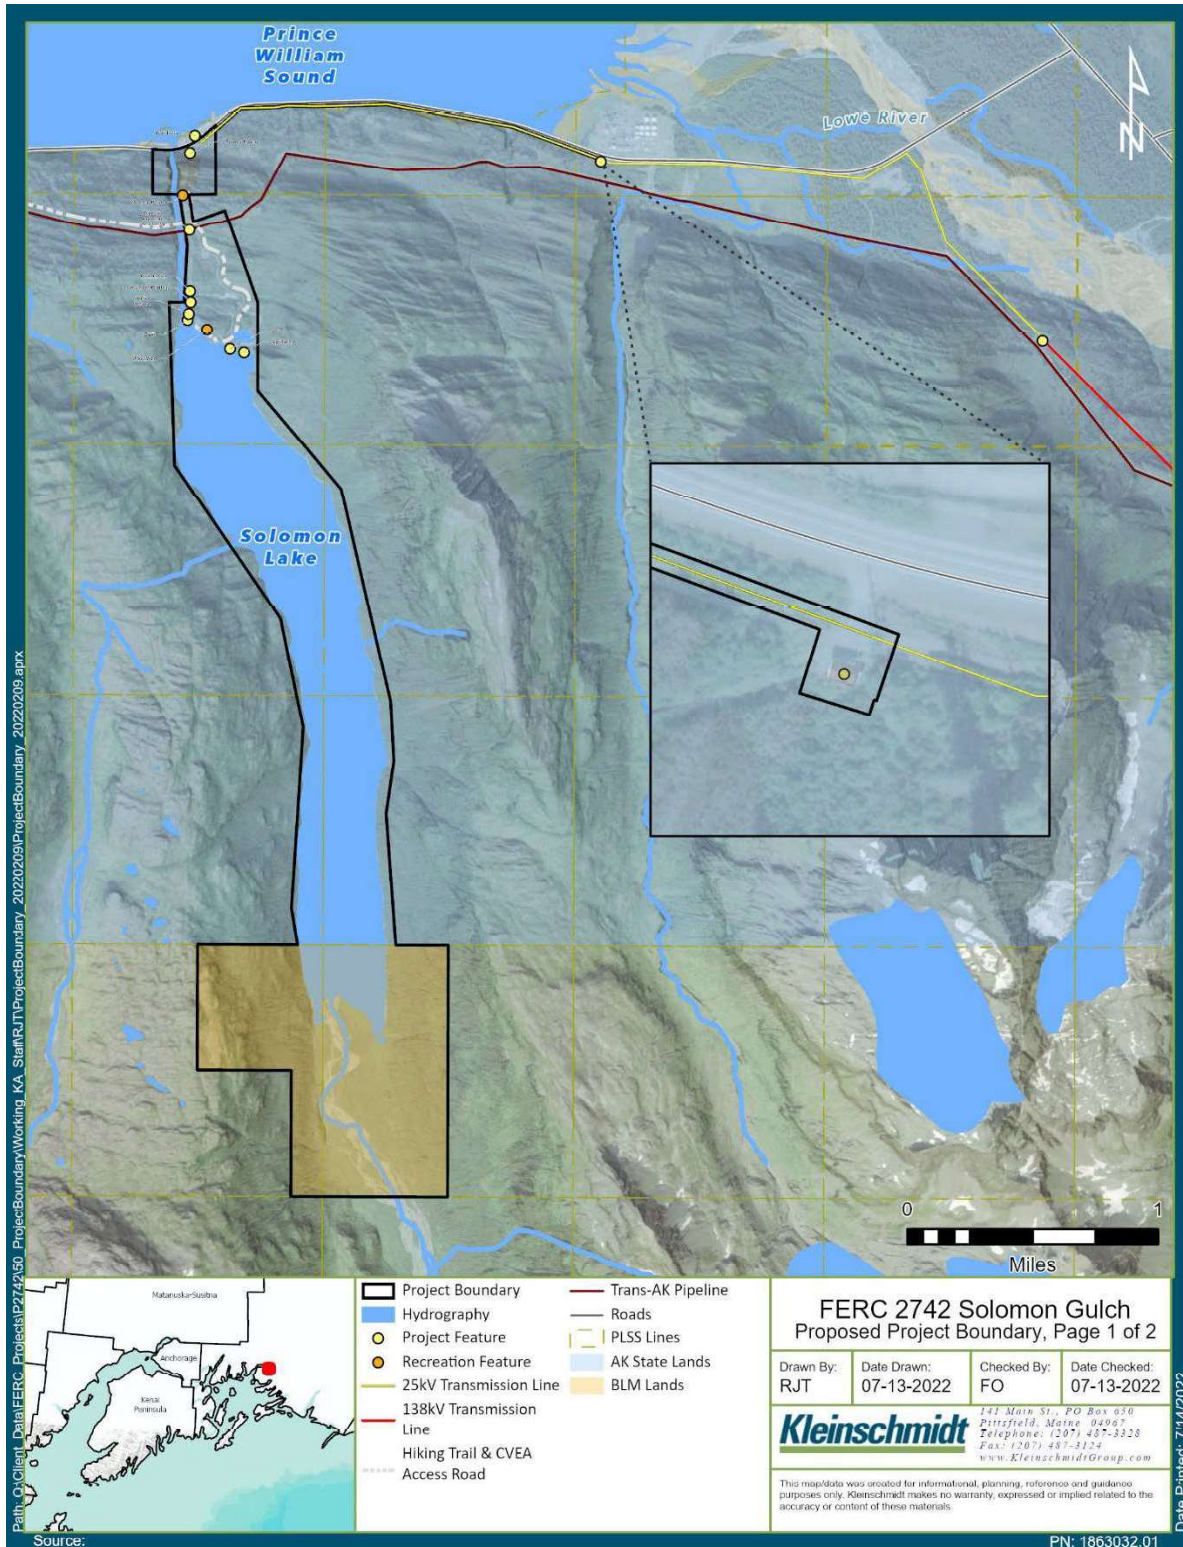 Prince
William
Sound
Lowe River
Solomon
Lake
0 1
Miles
Matanuska-Susitna
Anchorage
Kenai
Peninsula
Project Boundary
Hydrography
Project Feature
Recreation Feature
25kV Transmission Line
138kV Transmission
Line
Hiking Trail & CVEA
Access Road
Trans-AK Pipeline
Roads
PLSS Lines
AK State Lands
BLM Lands
FERC 2742 Solomon Gulch
Proposed Project Boundary, Page 1 of 2
Drawn By:
RJT
Date Drawn:
07-13-2022
Checked By:
FO
Date Checked:
07-13-2022
Kleinschmidt
141 Main St., PO Box 650
Pittsfield, Maine 04967
Telephone: (207) 487-3328
Fax: (207) 487-3124
www.KleinschmidtGroup.com
This map/data was created for informational, planning, reference and guidance
purposes only. Kleinschmidt makes no warranty, expressed or implied related to the
accuracy or content of these materials.
Path: Q:\Client_Data\FERC_Projects\P2742\50_ProjectBoundary\Working_KA_Staff\RJT\ProjectBoundary_20220209\ProjectBoundary_20220209.aprx
Date Printed: 7/14/2022
Source:
PN: 1863032.01
N